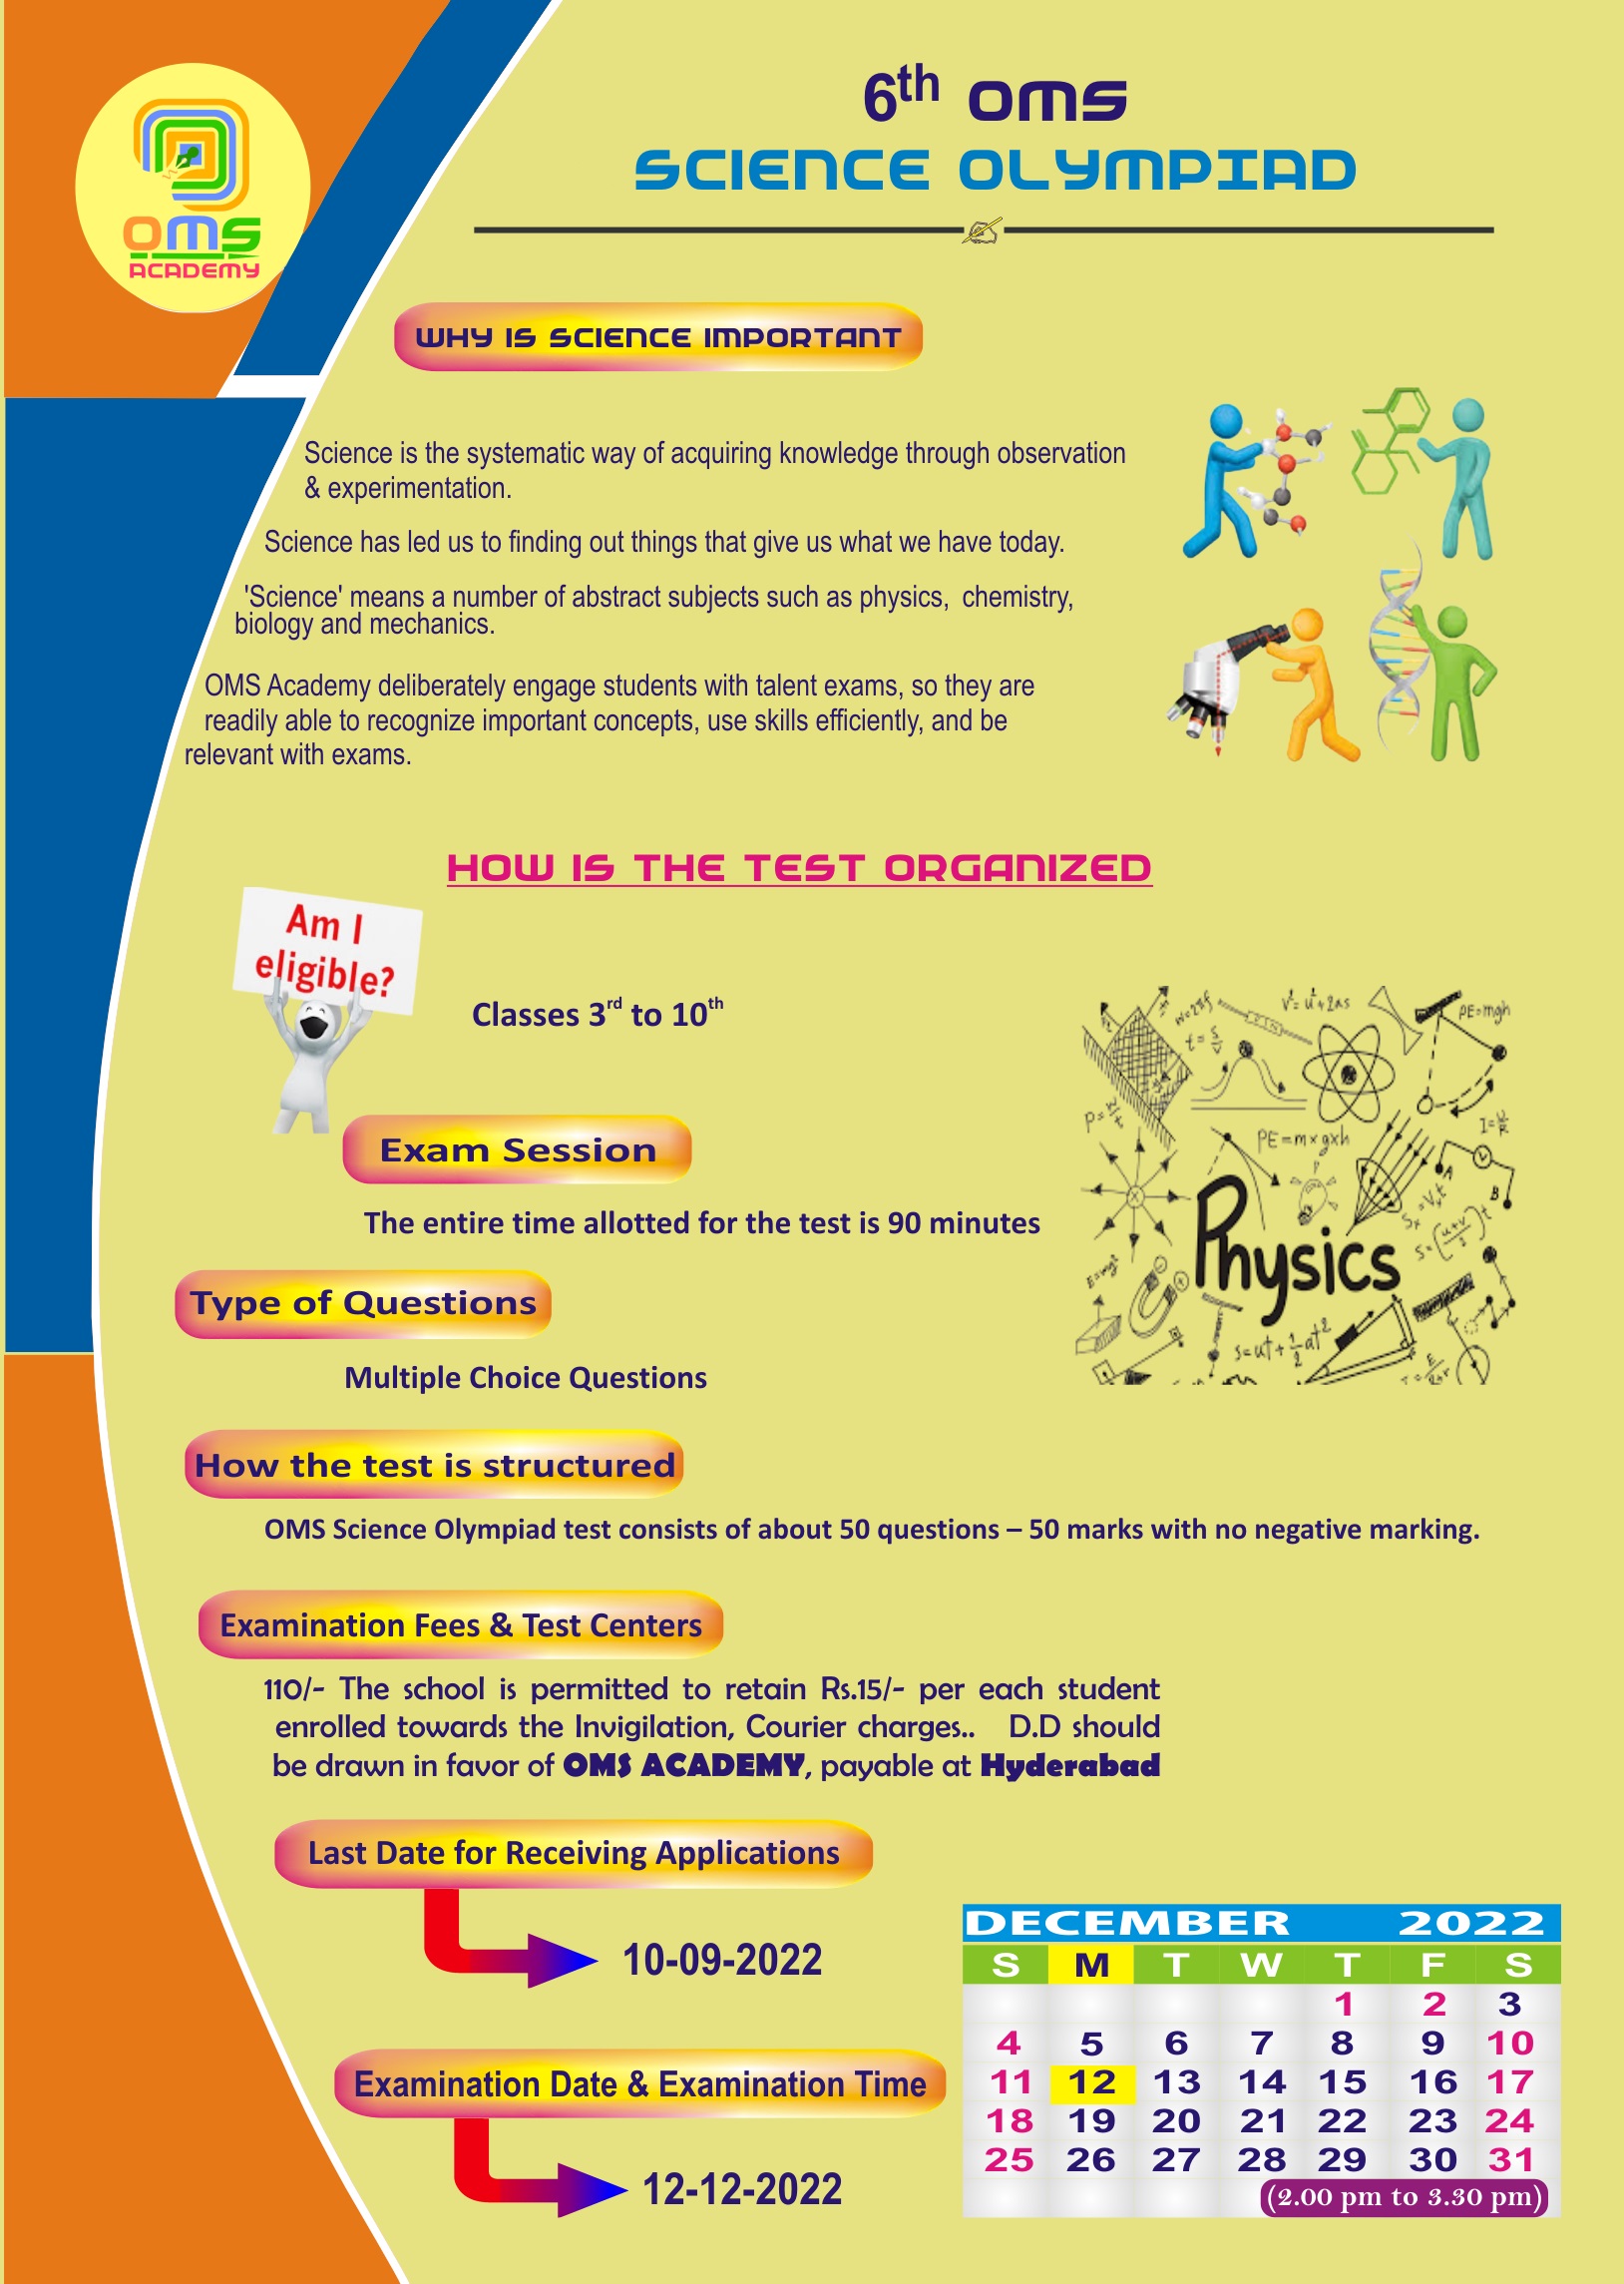 6th OMS
SCIENCE OLYMPIAD
OMS
ACADEMY
WHY IS SCIENCE IMPORTANT
Science is the systematic way of acquiring knowledge through observation
& experimentation.
Science has led us to finding out things that give us what we have today.
'Science' means a number of abstract subjects such as physics, chemistry,
biology and mechanics.
OMS Academy deliberately engage students with talent exams, so they are
readily able to recognize important concepts, use skills efficiently, and be
relevant with exams.
HOW IS THE TEST ORGANIZED
Am I
eligible?
Classes 3rd to 10th
Exam Session
The entire time allotted for the test is 90 minutes
Type of Questions
Multiple Choice Questions
v²=u²+2as
PE=mgh
t=s/v
PE=m×g×h
I=V/R
V
A
B
Physics
E=mg²
s=ut+½at²
How the test is structured
OMS Science Olympiad test consists of about 50 questions – 50 marks with no negative marking.
Examination Fees & Test Centers
110/- The school is permitted to retain Rs.15/- per each student
enrolled towards the Invigilation, Courier charges.. D.D should
be drawn in favor of OMS ACADEMY, payable at Hyderabad
Last Date for Receiving Applications
10-09-2022
Examination Date & Examination Time
12-12-2022
DECEMBER 2022
S M T W T F S
1 2 3
4 5 6 7 8 9 10
11 12 13 14 15 16 17
18 19 20 21 22 23 24
25 26 27 28 29 30 31
(2.00 pm to 3.30 pm)